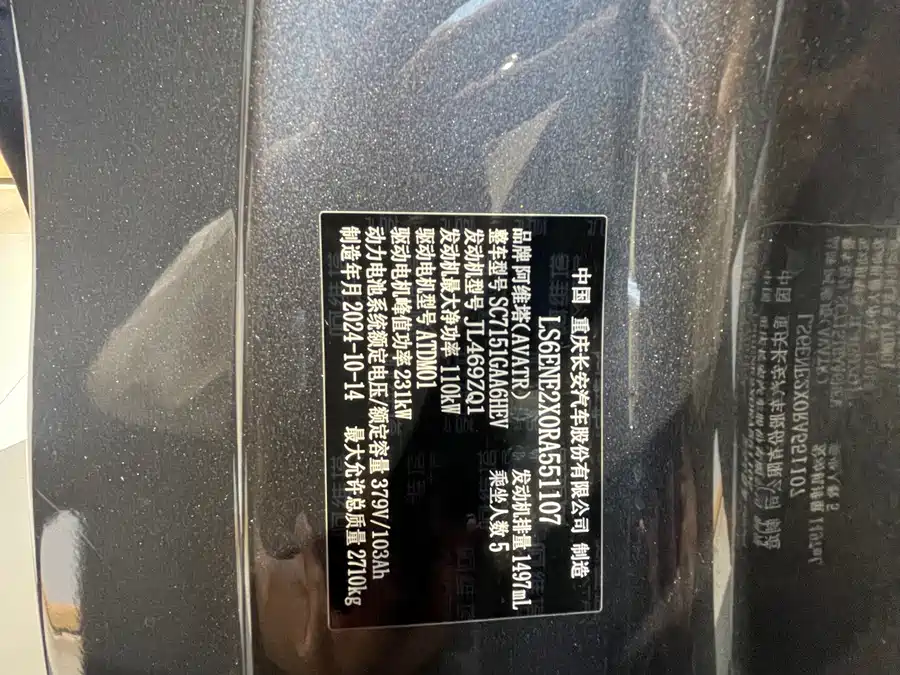 中国 重庆长安汽车股份有限公司 制造
LS6ENE2X0RA551107
品牌 阿维塔(AVATR) 发动机排量 1497mL
整车型号 SC7151GAA6HEV 乘坐人数 5
发动机型号 JL469ZQ1
发动机最大净功率 110kW
驱动电机型号 ATDM01
驱动电机峰值功率 231kW
动力电池系统额定电压/额定容量 379V/103Ah
制造年月 2024-10-14 最大允许总质量 2710kg